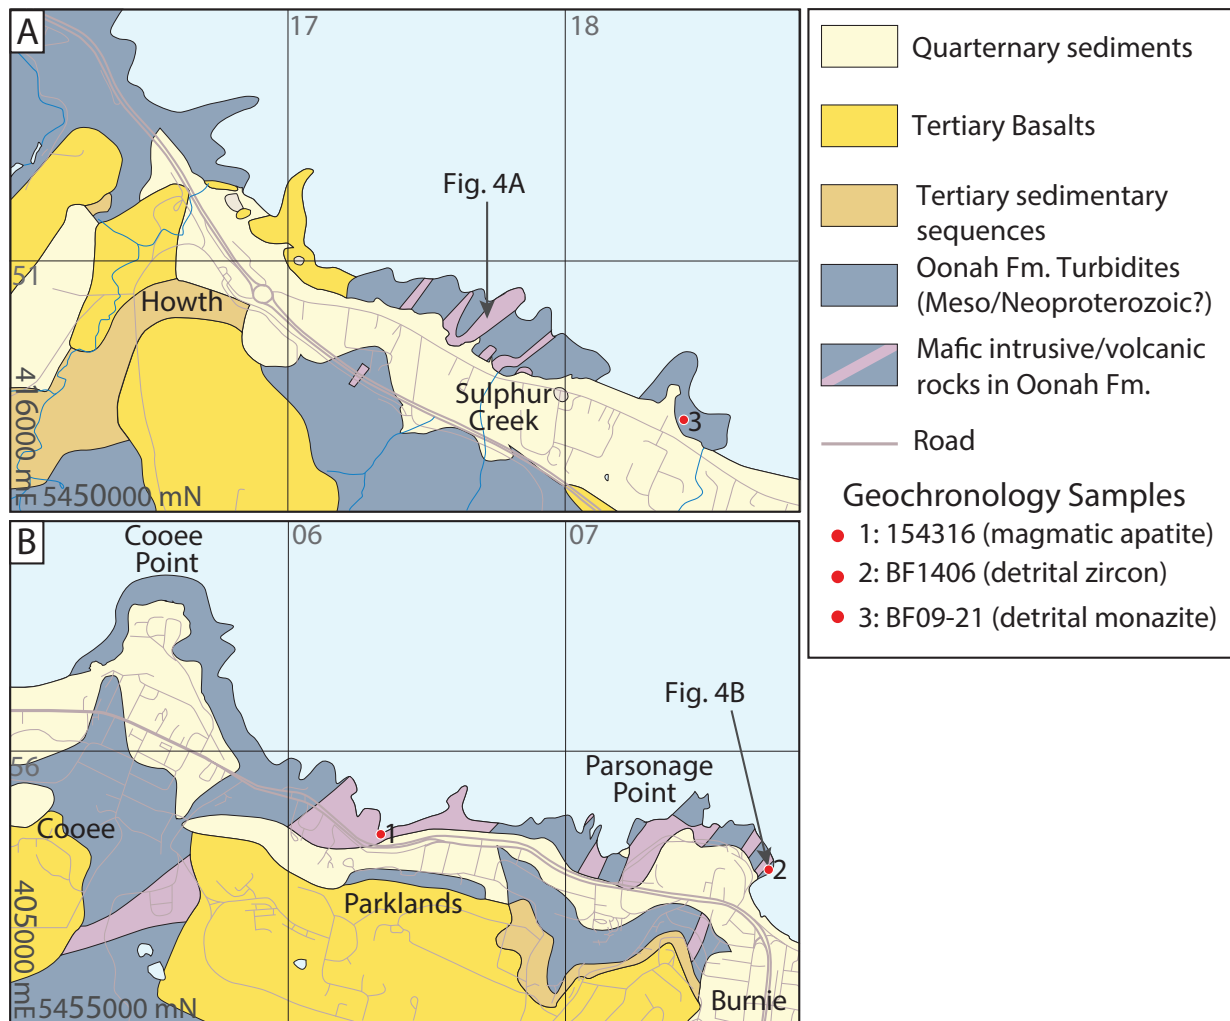 A
17
18
Fig. 4A
51
Howth
Sulphur
Creek
3
416000 mE
5450000 mN
B
Cooee
Point
06
07
Fig. 4B
56
Parsonage
Point
Cooee
1
2
Parklands
405000 mE
5455000 mN
Burnie
Quarternary sediments
Tertiary Basalts
Tertiary sedimentary
sequences
Oonah Fm. Turbidites
(Meso/Neoproterozoic?)
Mafic intrusive/volcanic
rocks in Oonah Fm.
Road
Geochronology Samples
1: 154316 (magmatic apatite)
2: BF1406 (detrital zircon)
3: BF09-21 (detrital monazite)